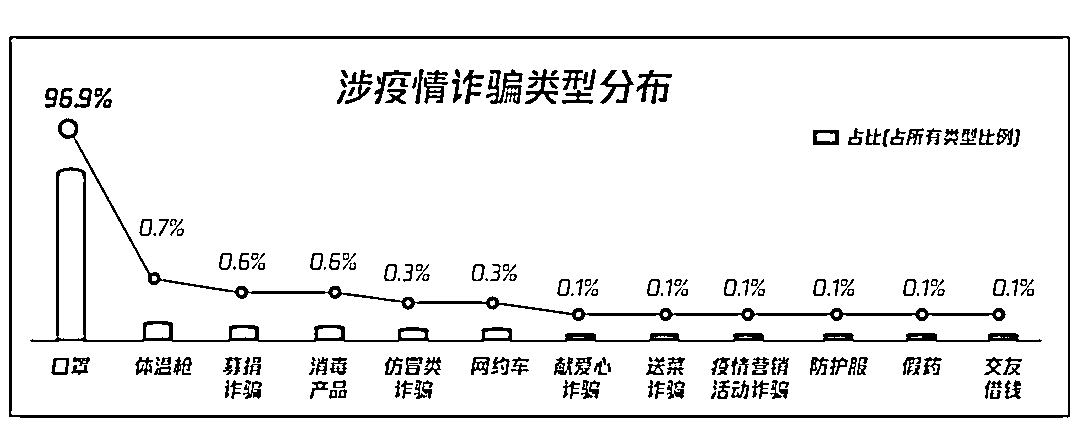 涉疫情诈骗类型分布
96.9%
占比(占所有类型比例)
0.7%
0.6%
0.6%
0.3%
0.3%
0.1%
0.1%
0.1%
0.1%
0.1%
0.1%
口罩
体温枪
募捐
诈骗
消毒
产品
仿冒类
诈骗
网约车
献爱心
诈骗
送菜
诈骗
疫情营销
活动诈骗
防护服
假药
交友
借钱